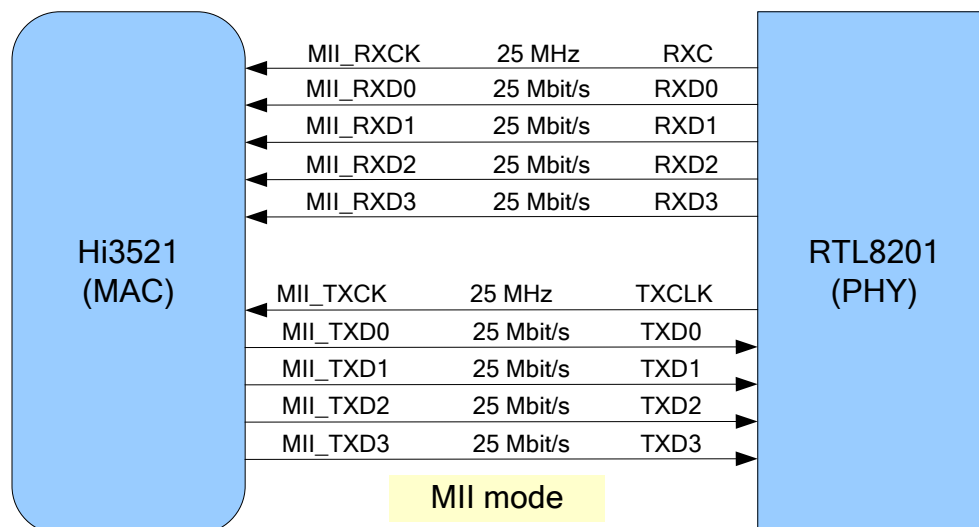 MII_RXCK 25 MHz RXC
MII_RXD0 25 Mbit/s RXD0
MII_RXD1 25 Mbit/s RXD1
MII_RXD2 25 Mbit/s RXD2
MII_RXD3 25 Mbit/s RXD3
Hi3521
(MAC)
RTL8201
(PHY)
MII_TXCK 25 MHz TXCLK
MII_TXD0 25 Mbit/s TXD0
MII_TXD1 25 Mbit/s TXD1
MII_TXD2 25 Mbit/s TXD2
MII_TXD3 25 Mbit/s TXD3
MII mode